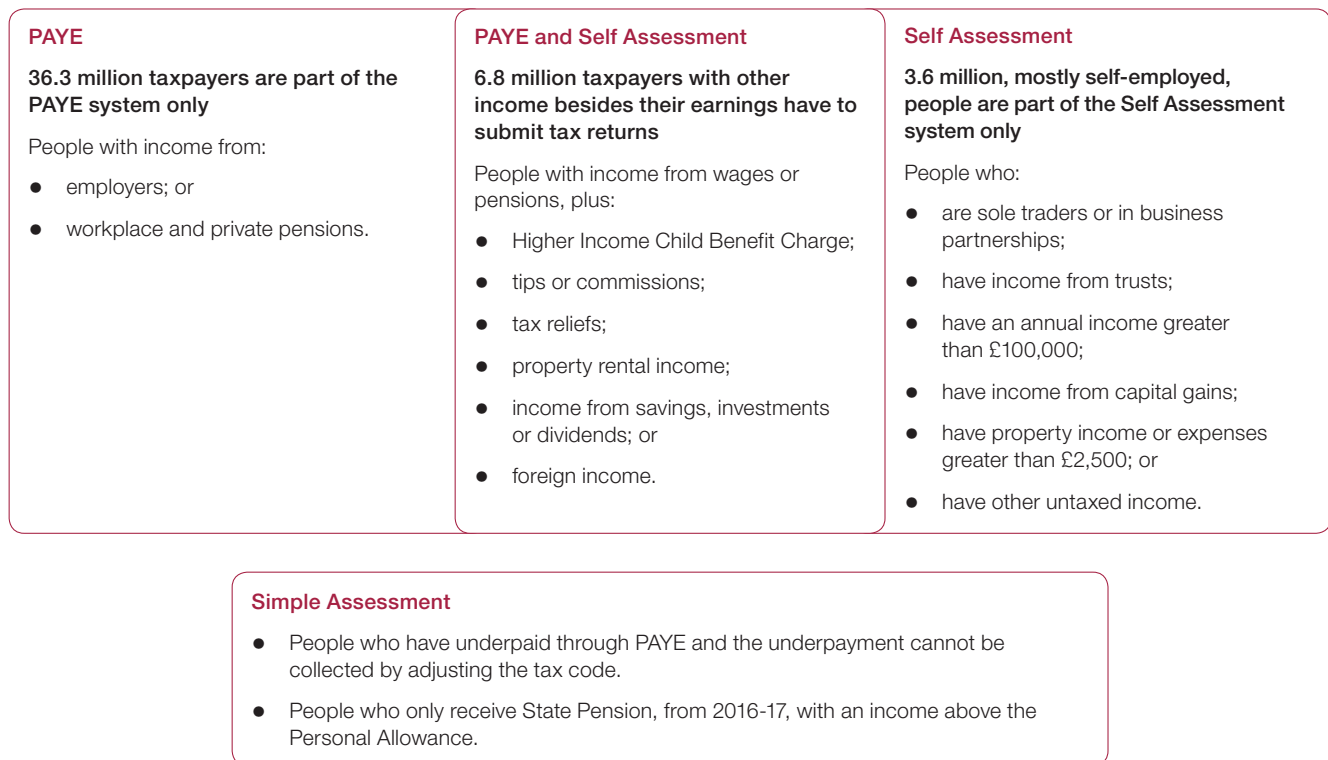 PAYE
36.3 million taxpayers are part of the
PAYE system only
People with income from:
● employers; or
● workplace and private pensions.
PAYE and Self Assessment
6.8 million taxpayers with other
income besides their earnings have to
submit tax returns
People with income from wages or
pensions, plus:
● Higher Income Child Benefit Charge;
● tips or commissions;
● tax reliefs;
● property rental income;
● income from savings, investments
or dividends; or
● foreign income.
Self Assessment
3.6 million, mostly self-employed,
people are part of the Self Assessment
system only
People who:
● are sole traders or in business
partnerships;
● have income from trusts;
● have an annual income greater
than £100,000;
● have income from capital gains;
● have property income or expenses
greater than £2,500; or
● have other untaxed income.
Simple Assessment
● People who have underpaid through PAYE and the underpayment cannot be
collected by adjusting the tax code.
● People who only receive State Pension, from 2016-17, with an income above the
Personal Allowance.